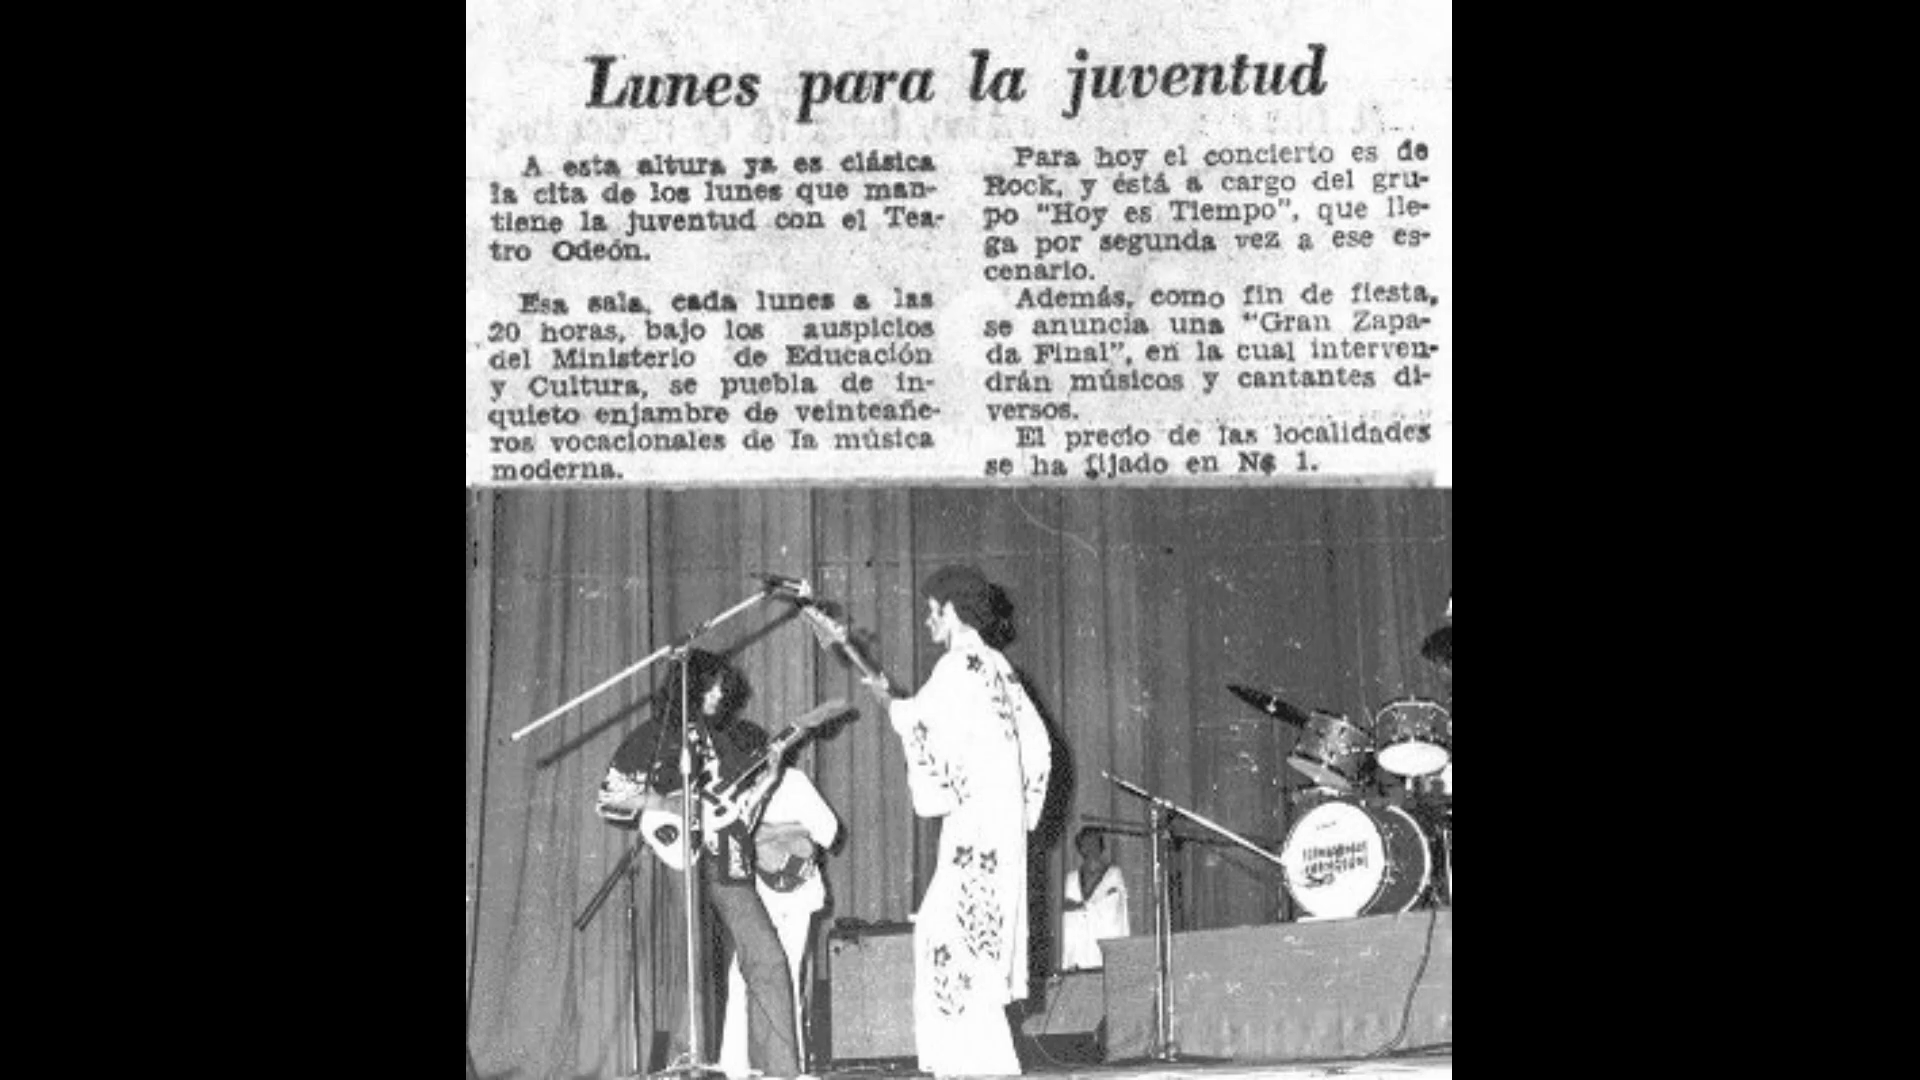 Lunes para la juventud
A esta altura ya es clásica
la cita de los lunes que man-
tiene la juventud con el Tea-
tro Odeón.
Esa sala, cada lunes a las
20 horas, bajo los auspicios
del Ministerio de Educación
y Cultura, se puebla de in-
quieto enjambre de veinteañe-
ros vocacionales de la música
moderna.
Para hoy el concierto es de
Rock, y está a cargo del gru-
po "Hoy es Tiempo", que lle-
ga por segunda vez a ese es-
cenario.
Además, como fin de fiesta,
se anuncia una "Gran Zapa-
da Final", en la cual interven-
drán músicos y cantantes di-
versos.
El precio de las localidades
se ha fijado en N$ 1.